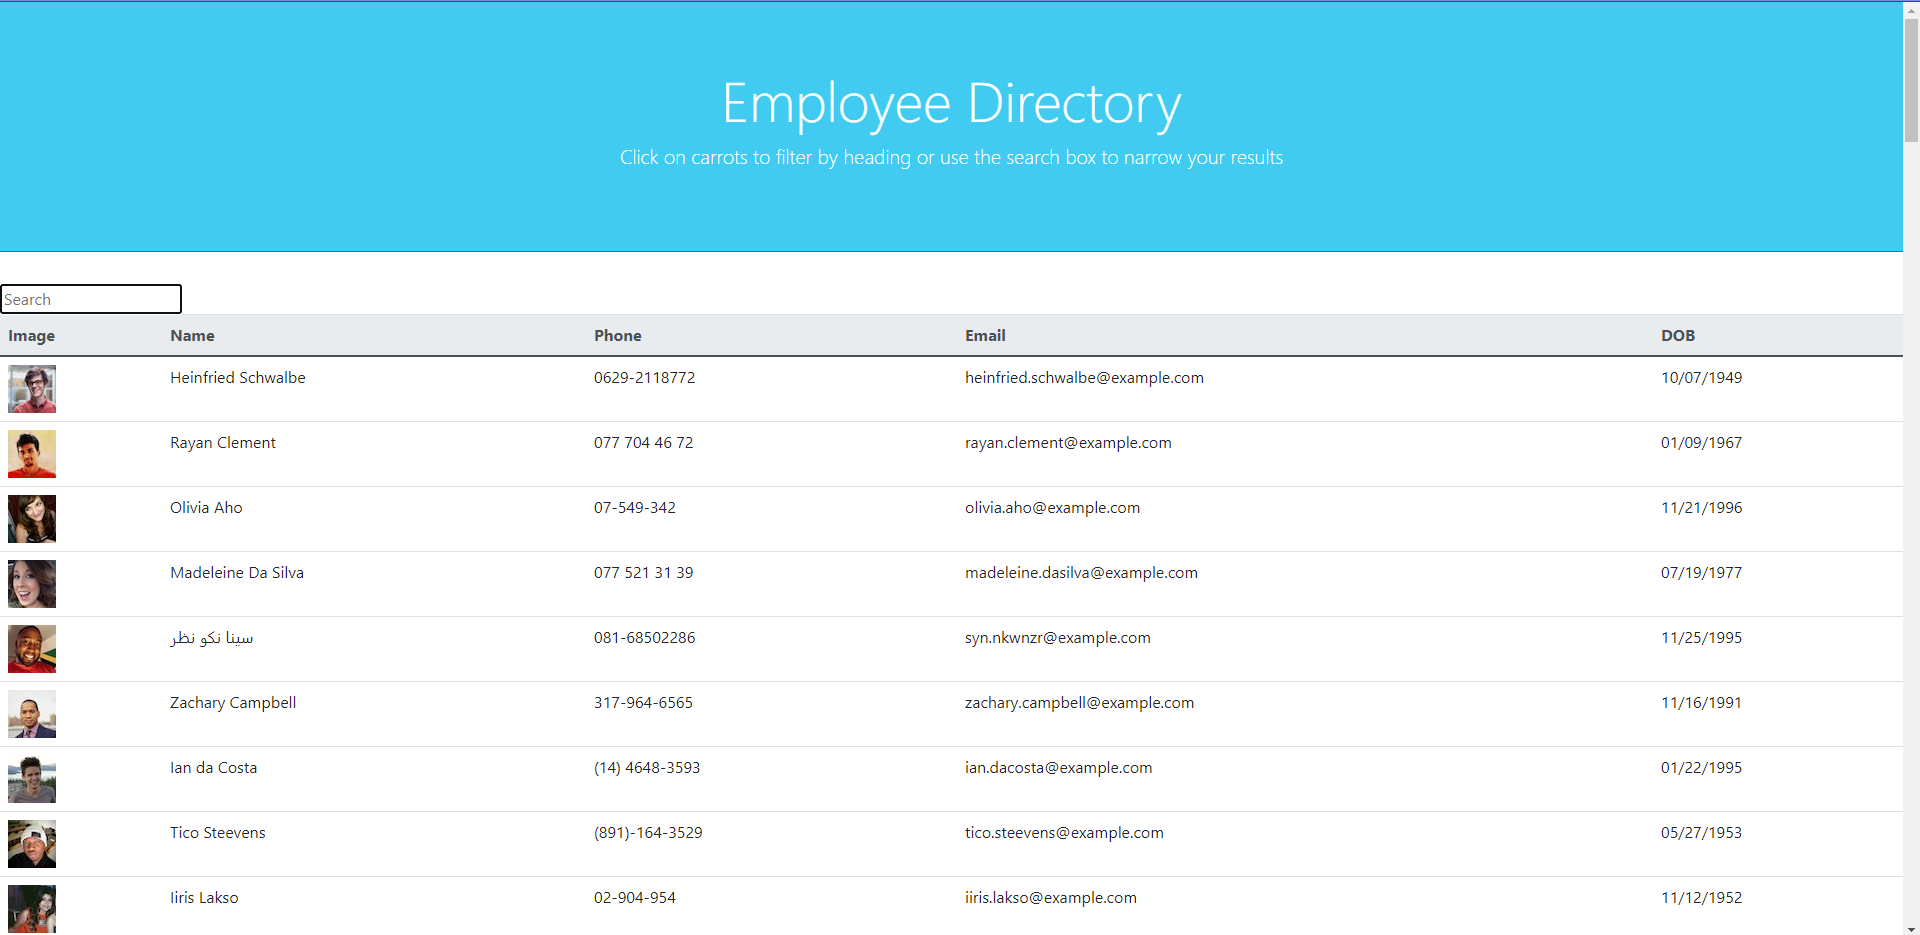 Employee Directory
Click on carrots to filter by heading or use the search box to narrow your results
Search
Image Name Phone Email DOB
Heinfried Schwalbe 0629-2118772 heinfried.schwalbe@example.com 10/07/1949
Rayan Clement 077 704 46 72 rayan.clement@example.com 01/09/1967
Olivia Aho 07-549-342 olivia.aho@example.com 11/21/1996
Madeleine Da Silva 077 521 31 39 madeleine.dasilva@example.com 07/19/1977
سینا نكو نظر 081-68502286 syn.nkwnzr@example.com 11/25/1995
Zachary Campbell 317-964-6565 zachary.campbell@example.com 11/16/1991
Ian da Costa (14) 4648-3593 ian.dacosta@example.com 01/22/1995
Tico Steevens (891)-164-3529 tico.steevens@example.com 05/27/1953
Iiris Lakso 02-904-954 iiris.lakso@example.com 11/12/1952